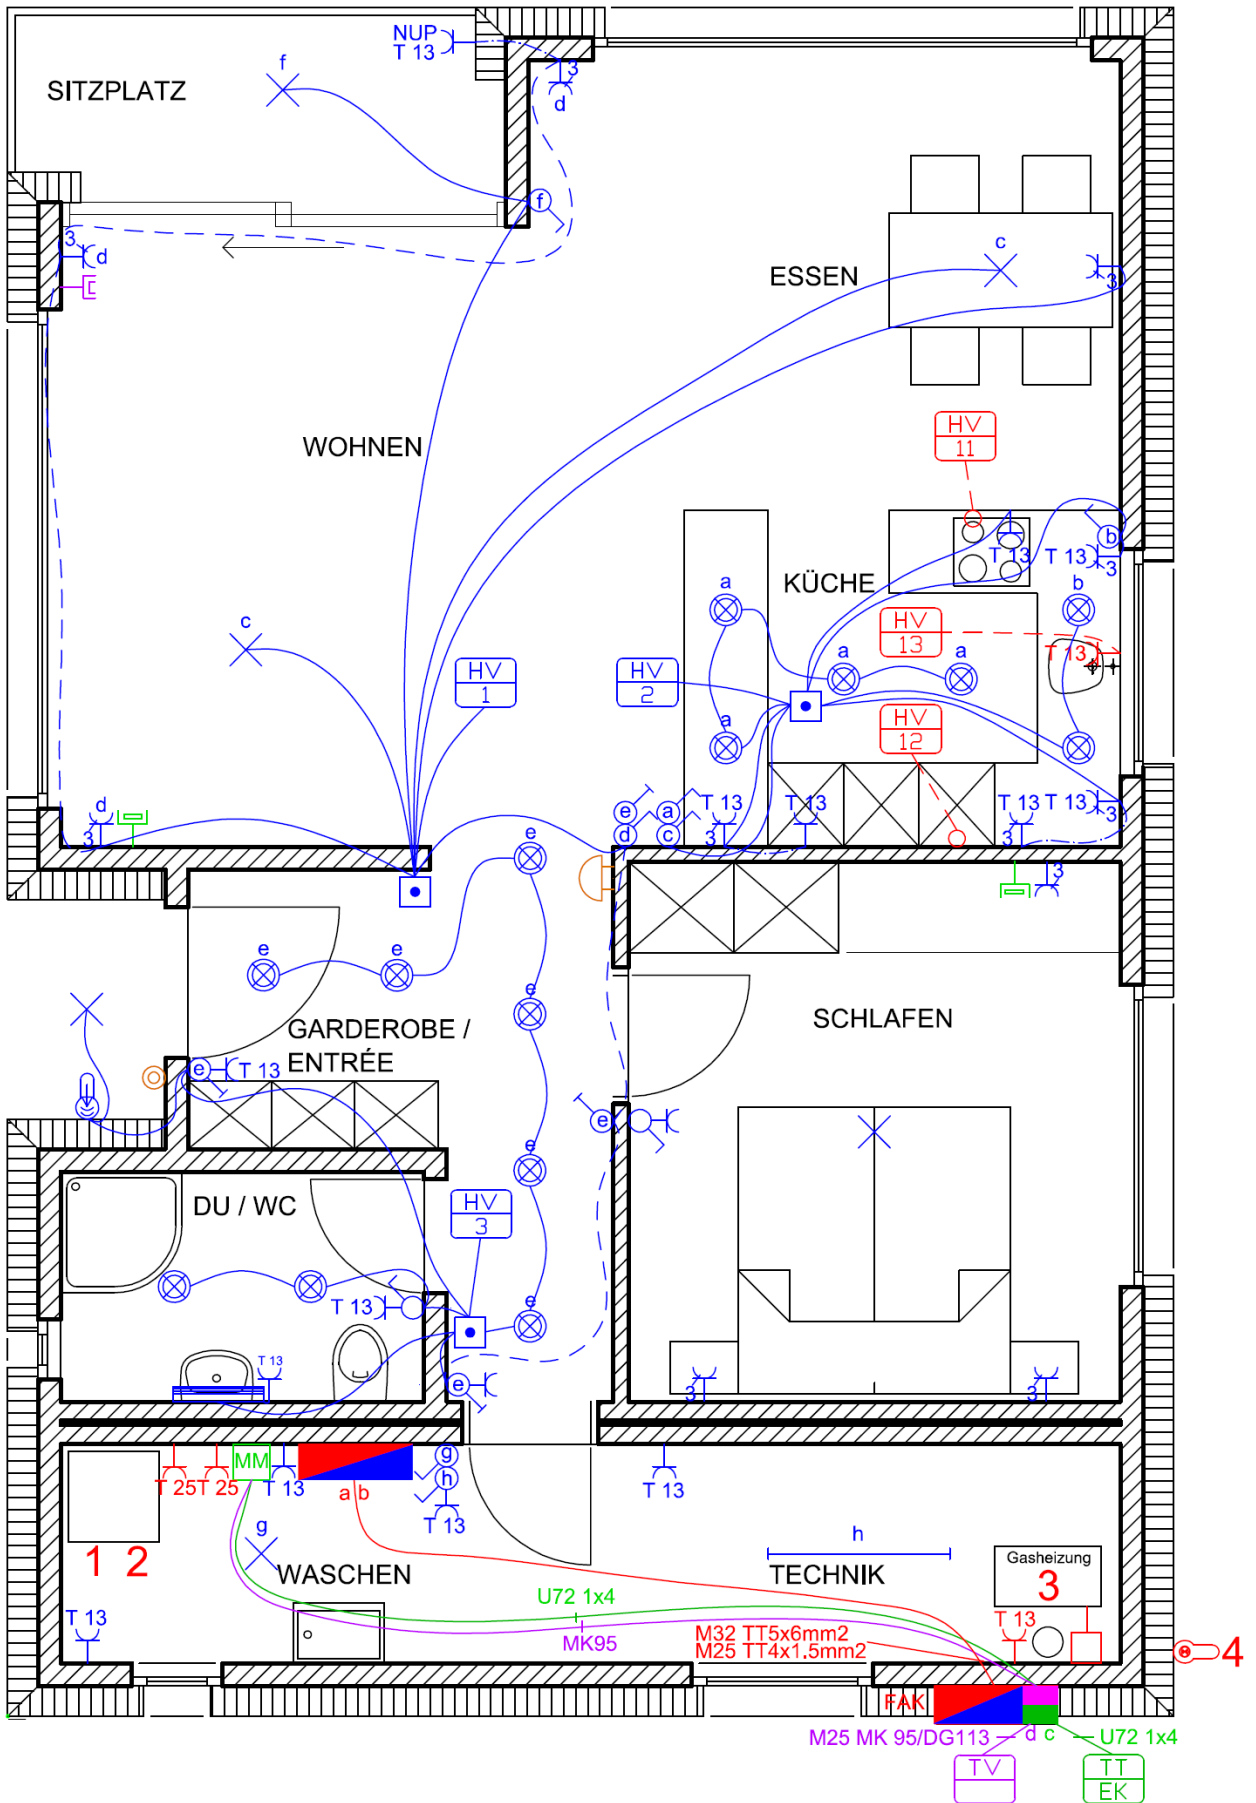 NUP
T 13
3
d
f
SITZPLATZ
f
3
d
c
ESSEN
3
HV
11
WOHNEN
T 13
b
T 13
3
KÜCHE
a
b
c
HV
13
a
a
T 13
HV
1
HV
2
a
HV
12
d
3
e
a
d
c
T 13
3
T 13
T 13
T 13
3
e
3
e
e
e
SCHLAFEN
GARDEROBE /
ENTRÉE
e
T 13
e
e
DU / WC
HV
3
T 13
e
T 13
e
3
3
MM
T 25
T 25
T 13
a b
g
h
T 13
T 13
g
h
1 2
WASCHEN
TECHNIK
Gasheizung
3
U72 1x4
MK95
T 13
M32 TT5x6mm2
M25 TT4x1.5mm2
T 13
4
FAK
M25 MK 95/DG113
d c
U72 1x4
TV
TT
EK